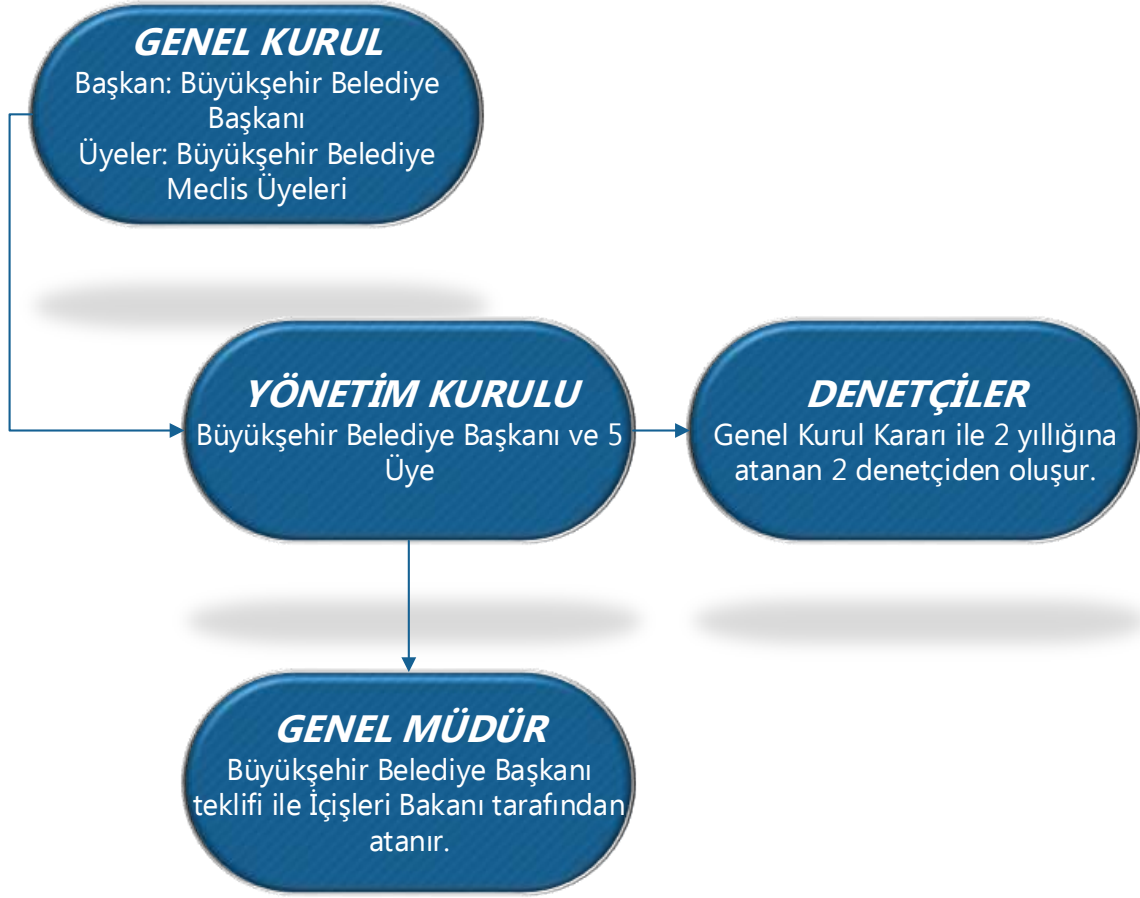 GENEL KURUL
Başkan: Büyükşehir Belediye
Başkanı
Üyeler: Büyükşehir Belediye
Meclis Üyeleri
YÖNETİM KURULU
Büyükşehir Belediye Başkanı ve 5
Üye
DENETÇİLER
Genel Kurul Kararı ile 2 yıllığına
atanan 2 denetçiden oluşur.
GENEL MÜDÜR
Büyükşehir Belediye Başkanı
teklifi ile İçişleri Bakanı tarafından
atanır.